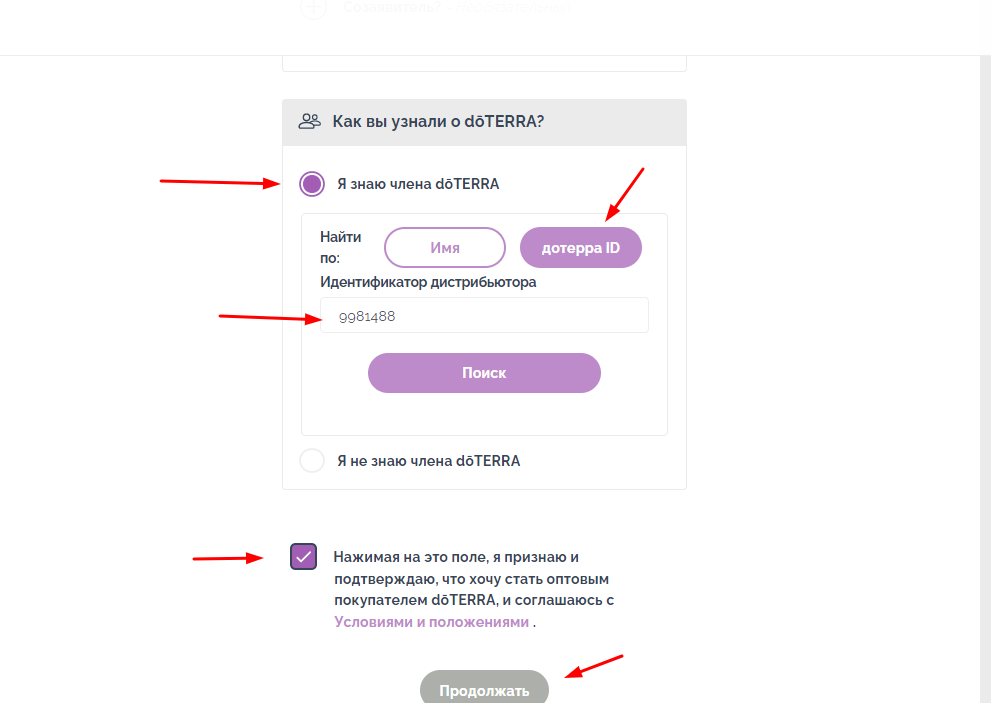 Созаявитель?
Как вы узнали о dōTERRA?
Я знаю члена dōTERRA
Найти
по:
Имя
дотерра ID
Идентификатор дистрибьютора
9981488
Поиск
Я не знаю члена dōTERRA
Нажимая на это поле, я признаю и
подтверждаю, что хочу стать оптовым
покупателем dōTERRA, и соглашаюсь с
Условиями и положениями .
Продолжать